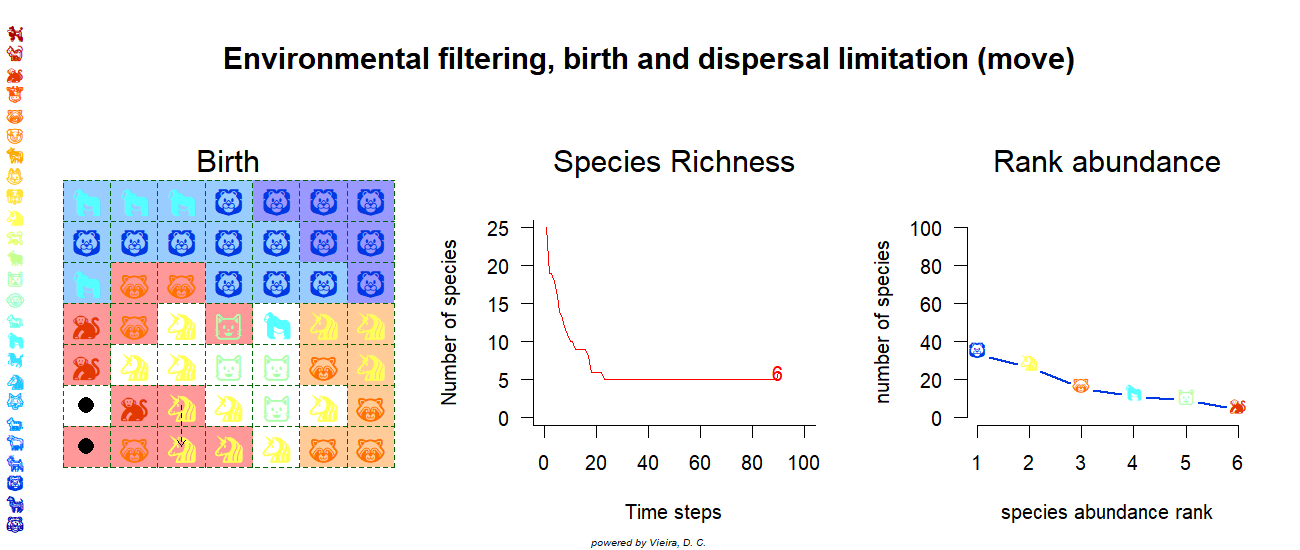 Environmental filtering, birth and dispersal limitation (move)
Birth
Species Richness
Number of species
25
20
15
10
5
0
6
0 20 40 60 80 100
Time steps
Rank abundance
number of species
100
80
60
40
20
0
1 2 3 4 5 6
species abundance rank
powered by Vieira, D. C.